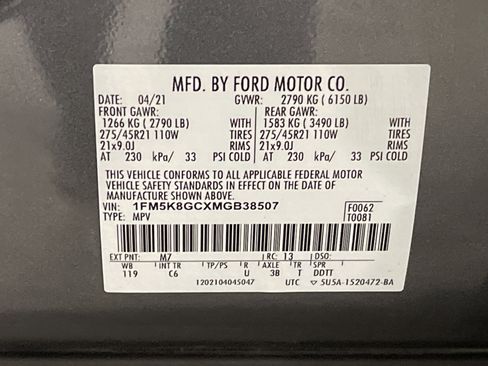 MFD. BY FORD MOTOR CO.
DATE: 04/21 GVWR: 2790 KG ( 6150 LB)
FRONT GAWR: REAR GAWR:
1266 KG ( 2790 LB) 1583 KG ( 3490 LB)
275/45R21 110W TIRES 275/45R21 110W TIRES
21x9.0J RIMS 21x9.0J RIMS
AT 230 kPa/ 33 PSI COLD AT 230 kPa/ 33 PSI COLD
THIS VEHICLE CONFORMS TO ALL APPLICABLE FEDERAL MOTOR
VEHICLE SAFETY STANDARDS IN EFFECT ON THE DATE OF
MANUFACTURE SHOWN ABOVE.
VIN: 1FM5K8GCXMGB38507 F0062
TYPE: MPV T0081
EXT PNT: M7 RC: 13 DSO:
WB INT TR TP/PS R AXLE TR SPR
119 C6 U 3B T DDTT
1202104045047 UTC ▽ 5U5A-1520472-BA